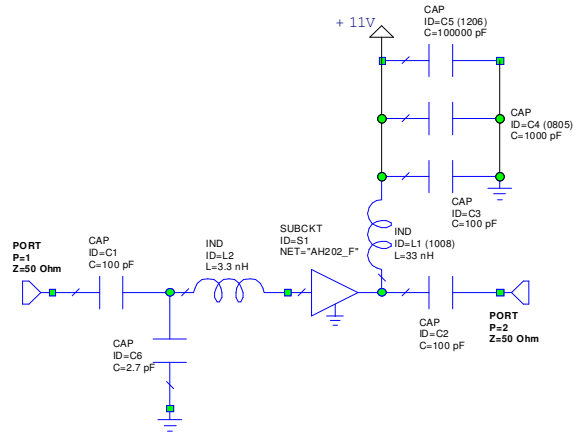 CAP
ID=C5 (1206)
C=100000 pF
+ 11V
CAP
ID=C4 (0805)
C=1000 pF
CAP
ID=C3
C=100 pF
SUBCKT
ID=S1
NET="AH202_F"
IND
ID=L1 (1008)
L=33 nH
PORT
P=1
Z=50 Ohm
CAP
ID=C1
C=100 pF
IND
ID=L2
L=3.3 nH
CAP
ID=C2
C=100 pF
PORT
P=2
Z=50 Ohm
CAP
ID=C6
C=2.7 pF